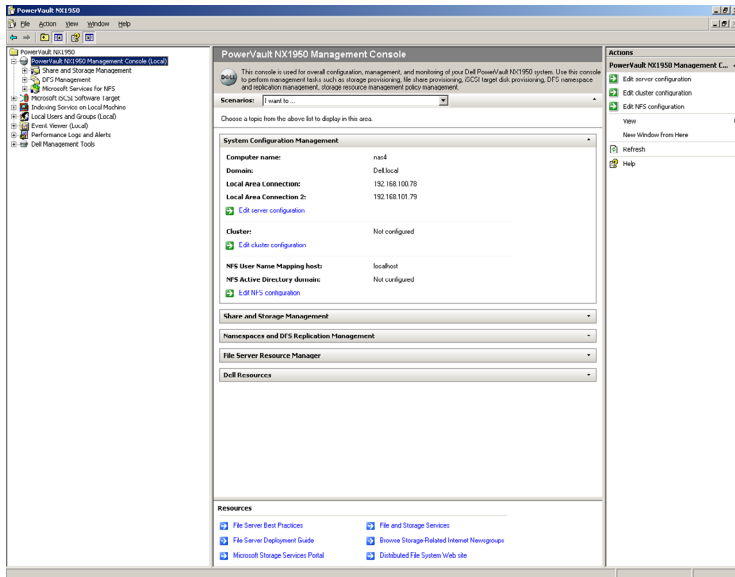 PowerVault NX1950
File Action View Window Help
PowerVault NX1950
PowerVault NX1950 Management Console (Local)
Share and Storage Management
DFS Management
Microsoft Services for NFS
Microsoft iSCSI Software Target
Indexing Service on Local Machine
Local Users and Groups (Local)
Event Viewer (Local)
Performance Logs and Alerts
Dell Management Tools
PowerVault NX1950 Management Console
DELL
This console is used for overall configuration, management, and monitoring of your Dell PowerVault NX1950 system. Use this console
to perform management tasks such as storage provisioning, file share provisioning, iSCSI target disk provisioning, DFS namespace
and replication management, storage resource management policy management.
Scenarios: I want to ...
Choose a topic from the above list to display in this area.
System Configuration Management
Computer name: nas4
Domain: Dell.local
Local Area Connection: 192.168.100.78
Local Area Connection 2: 192.168.101.79
Edit server configuration
Cluster: Not configured
Edit cluster configuration
NFS User Name Mapping host: localhost
NFS Active Directory domain: Not configured
Edit NFS configuration
Share and Storage Management
Namespaces and DFS Replication Management
File Server Resource Manager
Dell Resources
Resources
File Server Best Practices
File and Storage Services
File Server Deployment Guide
Browse Storage-Related Internet Newsgroups
Microsoft Storage Services Portal
Distributed File System Web site
Actions
PowerVault NX1950 Management C...
Edit server configuration
Edit cluster configuration
Edit NFS configuration
View
New Window from Here
Refresh
Help